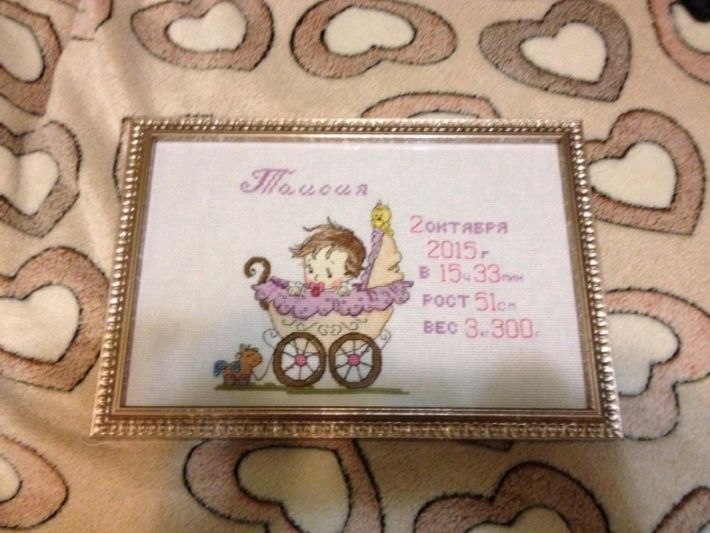 Таисия
2 ОКТЯБРЯ
2015 г
В 15 ч 33 мин
РОСТ 51 см
ВЕС 3 кг 300 г